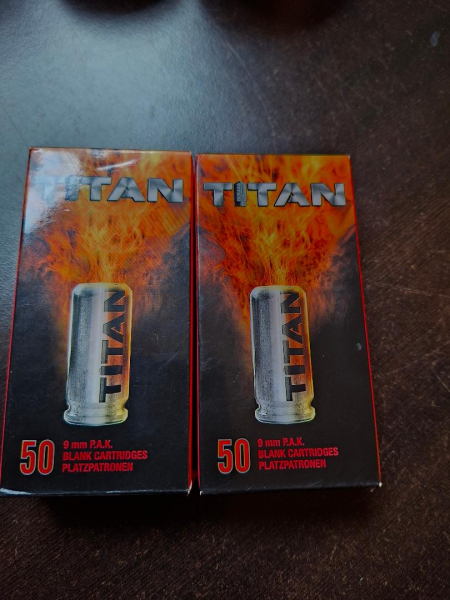 TITAN
TITAN
50
9 mm P.A.K.
BLANK CARTRIDGES
PLATZPATRONEN
TITAN
TITAN
50
9 mm P.A.K.
BLANK CARTRIDGES
PLATZPATRONEN